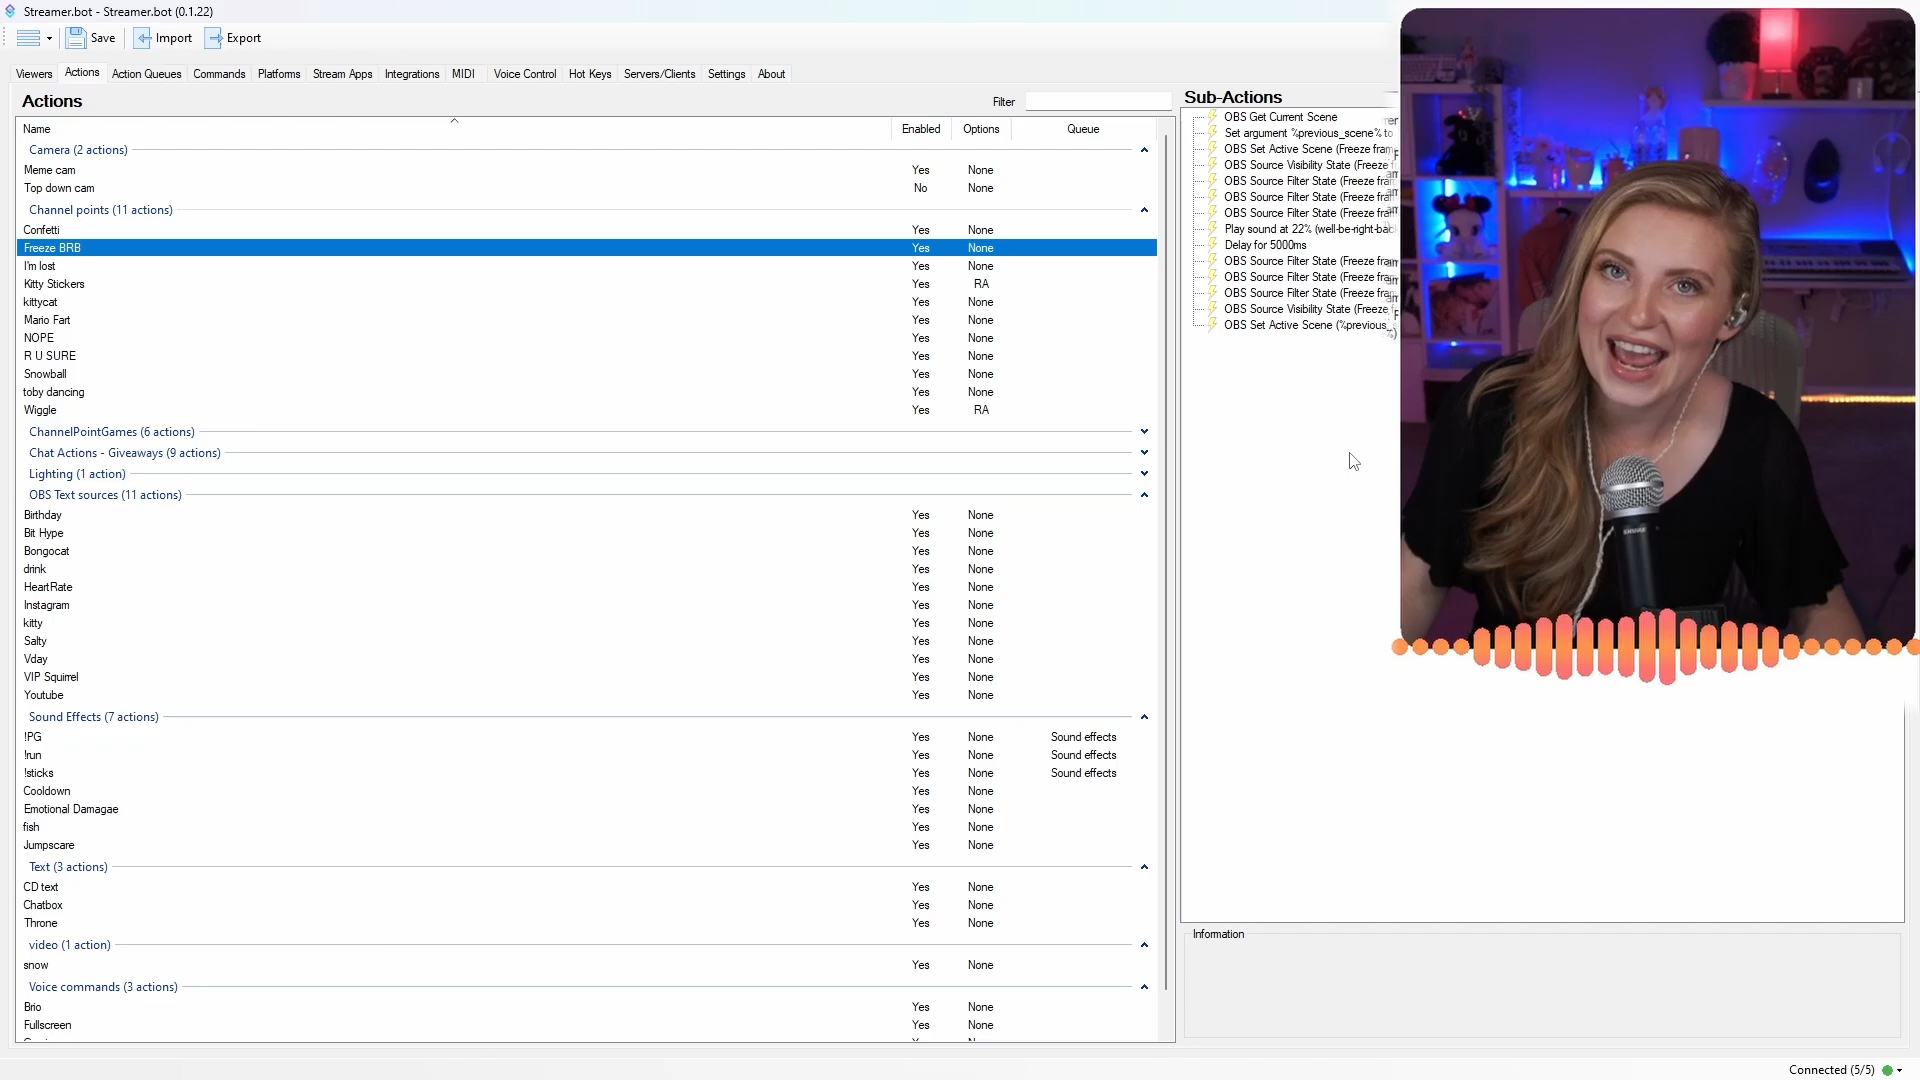 Streamer.bot - Streamer.bot (0.1.22)
Save Import Export
Viewers Actions Action Queues Commands Platforms Stream Apps Integrations MIDI Voice Control Hot Keys Servers/Clients Settings About
Actions Filter
Name Enabled Options Queue
Camera (2 actions)
Meme cam Yes None
Top down cam No None
Channel points (11 actions)
Confetti Yes None
Freeze BRB Yes None
I'm lost Yes None
Kitty Stickers Yes RA
kittycat Yes None
Mario Fart Yes None
NOPE Yes None
R U SURE Yes None
Snowball Yes None
toby dancing Yes None
Wiggle Yes RA
ChannelPointGames (6 actions)
Chat Actions - Giveaways (9 actions)
Lighting (1 action)
OBS Text sources (11 actions)
Birthday Yes None
Bit Hype Yes None
Bongocat Yes None
drink Yes None
HeartRate Yes None
Instagram Yes None
kitty Yes None
Salty Yes None
Vday Yes None
VIP Squirrel Yes None
Youtube Yes None
Sound Effects (7 actions)
!PG Yes None Sound effects
!run Yes None Sound effects
!sticks Yes None Sound effects
Cooldown Yes None
Emotional Damagae Yes None
fish Yes None
Jumpscare Yes None
Text (3 actions)
CD text Yes None
Chatbox Yes None
Throne Yes None
video (1 action)
snow Yes None
Voice commands (3 actions)
Brio Yes None
Fullscreen Yes None
Sub-Actions
OBS Get Current Scene
Set argument %previous_scene% to
OBS Set Active Scene (Freeze fram
OBS Source Visibility State (Freeze
OBS Source Filter State (Freeze fram
OBS Source Filter State (Freeze fram
OBS Source Filter State (Freeze fram
Play sound at 22% (well-be-right-bac
Delay for 5000ms
OBS Source Filter State (Freeze fram
OBS Source Filter State (Freeze fram
OBS Source Filter State (Freeze fram
OBS Source Visibility State (Freeze
OBS Set Active Scene (%previous_
SHURE
Information
Connected (5/5)